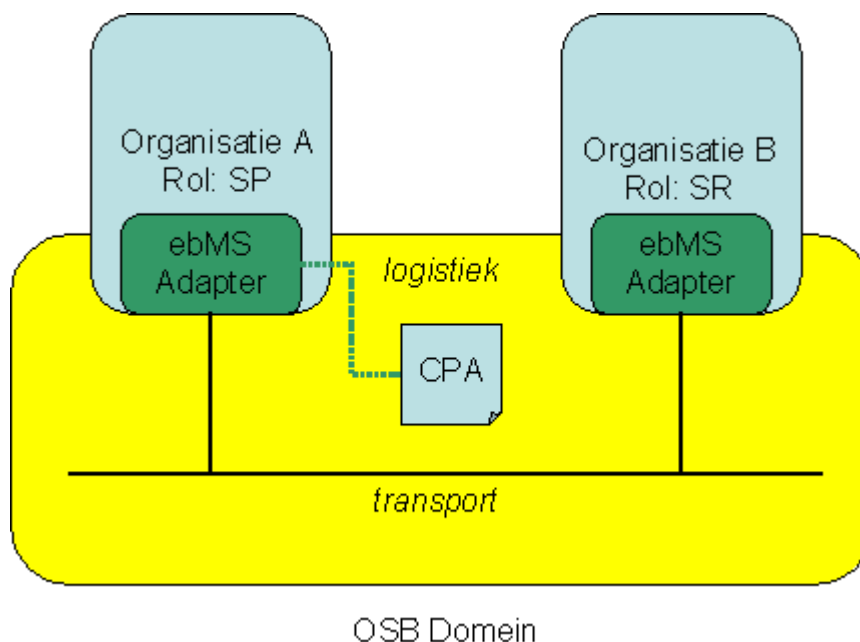 Organisatie A
Rol: SP
Organisatie B
Rol: SR
ebMS
Adapter
logistiek
ebMS
Adapter
CPA
transport
OSB Domein